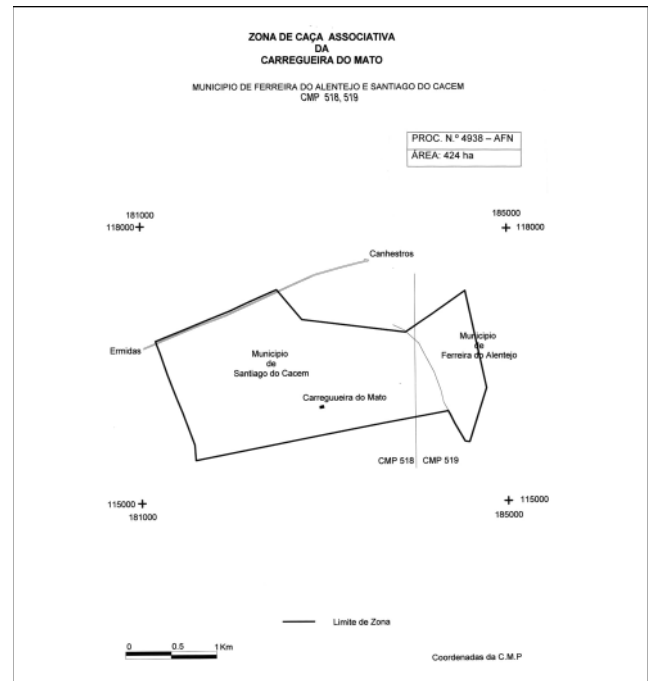 ZONA DE CAÇA ASSOCIATIVA
DA
CARREGUEIRA DO MATO
MUNICIPIO DE FERREIRA DO ALENTEJO E SANTIAGO DO CACEM
CMP 518, 519
PROC. N.º 4938 – AFN
ÁREA: 424 ha
181000
118000
185000
118000
Canhestros
Ermidas
Municipio
de
Santiago do Cacem
Municipio
de
Ferreira do Alentejo
Carreguueira do Mato
CMP 518
CMP 519
115000
181000
115000
185000
Limite de Zona
0 0.5 1 Km
Coordenadas da C.M.P